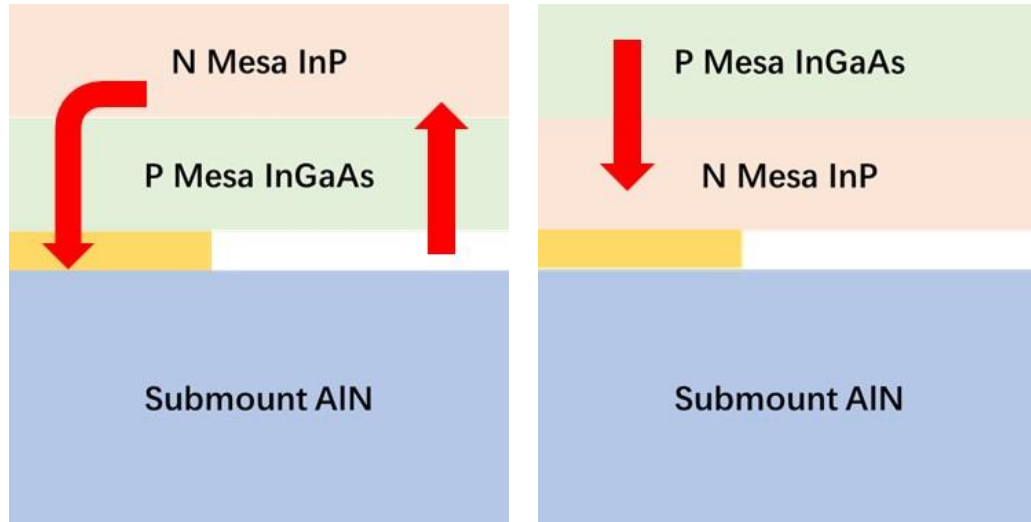 N Mesa InP
P Mesa InGaAs
Submount AlN
P Mesa InGaAs
N Mesa InP
Submount AlN